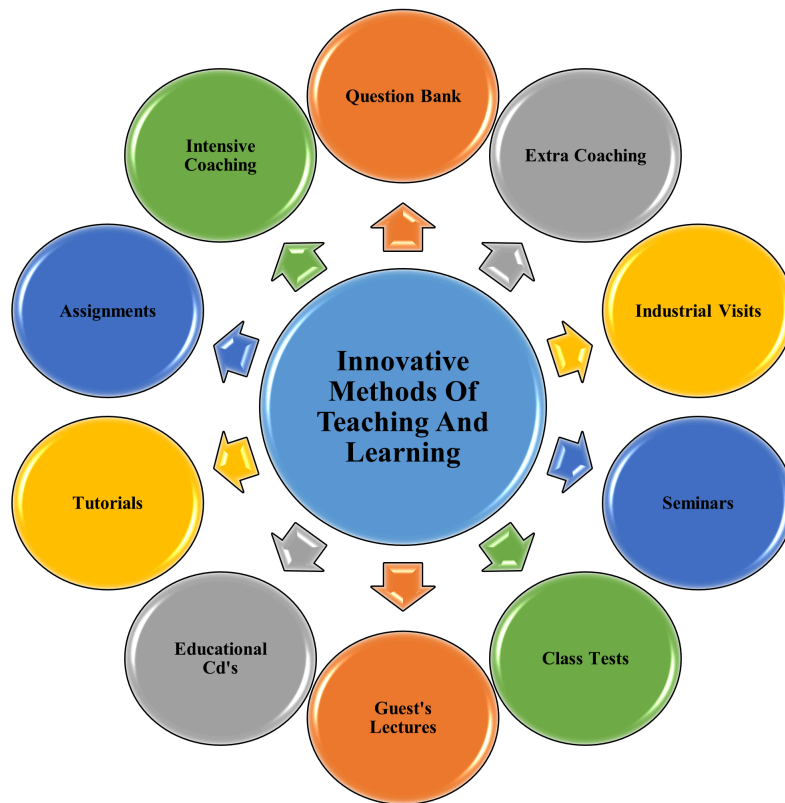 Question Bank
Extra Coaching
Industrial Visits
Seminars
Class Tests
Guest's
Lectures
Educational
Cd's
Tutorials
Assignments
Intensive
Coaching
Innovative
Methods Of
Teaching And
Learning